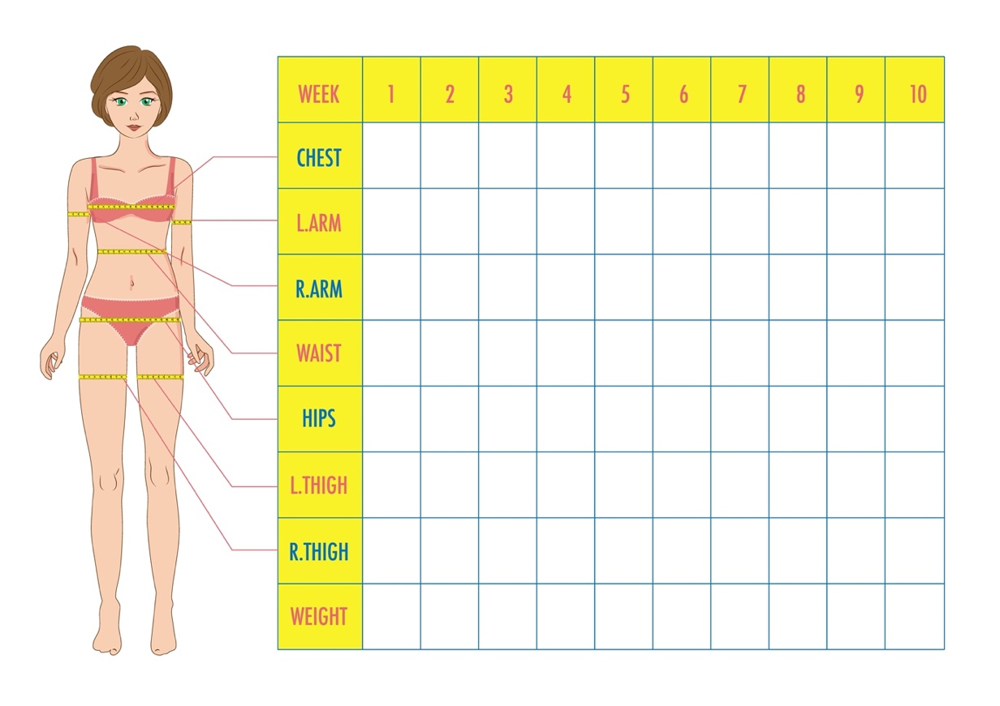 WEEK 1 2 3 4 5 6 7 8 9 10
CHEST
L.ARM
R.ARM
WAIST
HIPS
L.THIGH
R.THIGH
WEIGHT